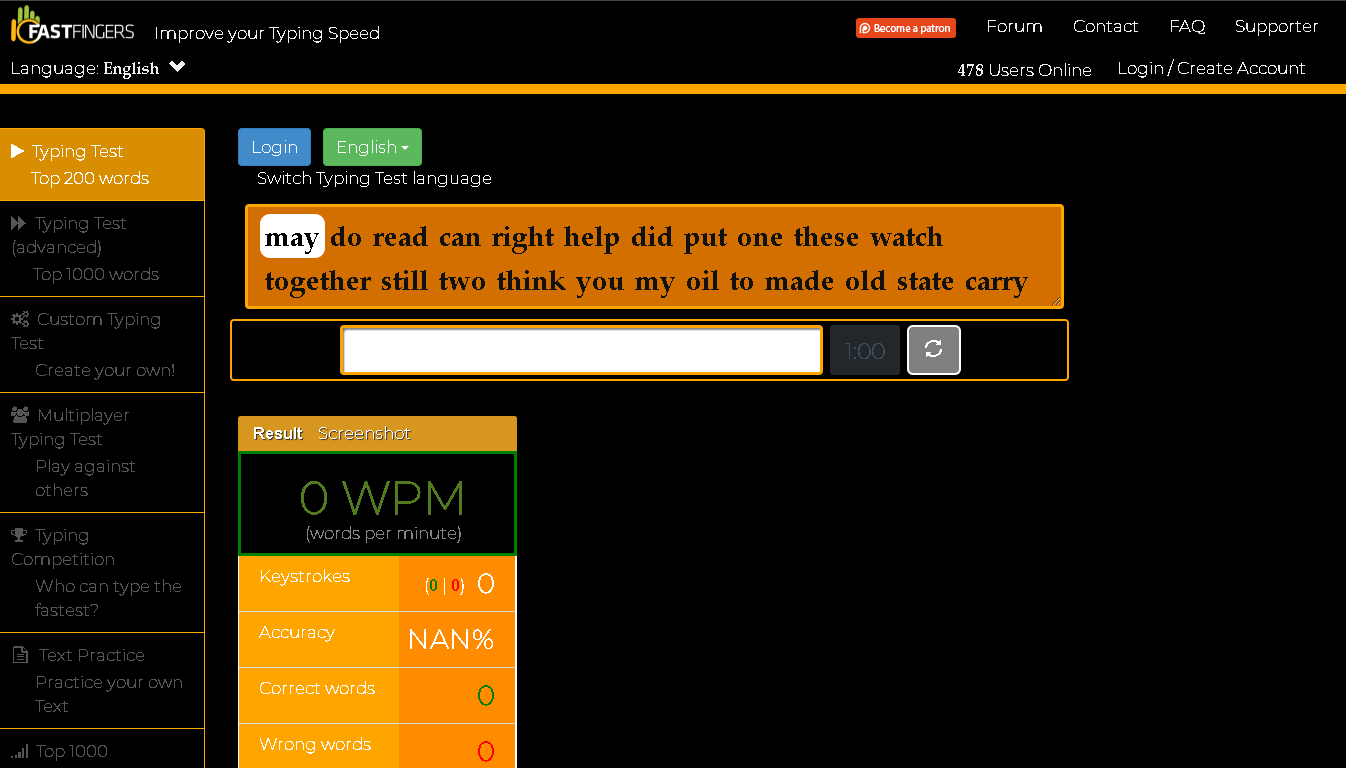 FASTFINGERS Improve your Typing Speed
Become a patron Forum Contact FAQ Supporter
Language: English
478 Users Online Login / Create Account
Typing Test
Top 200 words
Typing Test
(advanced)
Top 1000 words
Custom Typing
Test
Create your own!
Multiplayer
Typing Test
Play against
others
Typing
Competition
Who can type the
fastest?
Text Practice
Practice your own
Text
Top 1000
Login English
Switch Typing Test language
may do read can right help did put one these watch
together still two think you my oil to made old state carry
1:00
Result Screenshot
0 WPM
(words per minute)
Keystrokes (0 | 0) 0
Accuracy NAN%
Correct words 0
Wrong words 0